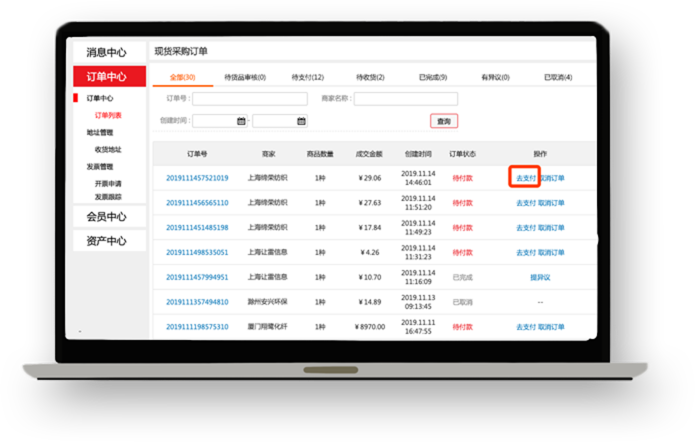 消息中心
订单中心
订单中心
订单列表
地址管理
收货地址
发票管理
开票申请
发票跟踪
会员中心
资产中心
现货采购订单
全部(30) 待货品审核(0) 待支付(12) 待收货(2) 已完成(9) 有异议(0) 已取消(4)
订单号: 商家名称:
创建时间: - 查询
订单号 商家 商品数量 成交金额 创建时间 订单状态 操作
2019111457521019 上海缔荣纺织 1种 ¥29.06 2019.11.14 14:46:01 待付款 去支付 取消订单
2019111456565110 上海缔荣纺织 1种 ¥27.63 2019.11.14 11:51:20 待付款 去支付 取消订单
2019111451485198 上海缔荣纺织 1种 ¥17.84 2019.11.14 11:49:23 待付款 去支付 取消订单
2019111498535051 上海让雷信息 1种 ¥4.26 2019.11.14 11:31:23 待付款 去支付 取消订单
2019111457994951 上海让雷信息 1种 ¥10.70 2019.11.14 11:16:09 已完成 提异议
2019111357494810 滁州安兴环保 1种 ¥14.89 2019.11.13 09:13:45 已取消 --
2019111198575310 厦门翔鹭化纤 1种 ¥8970.00 2019.11.11 16:47:55 待付款 去支付 取消订单